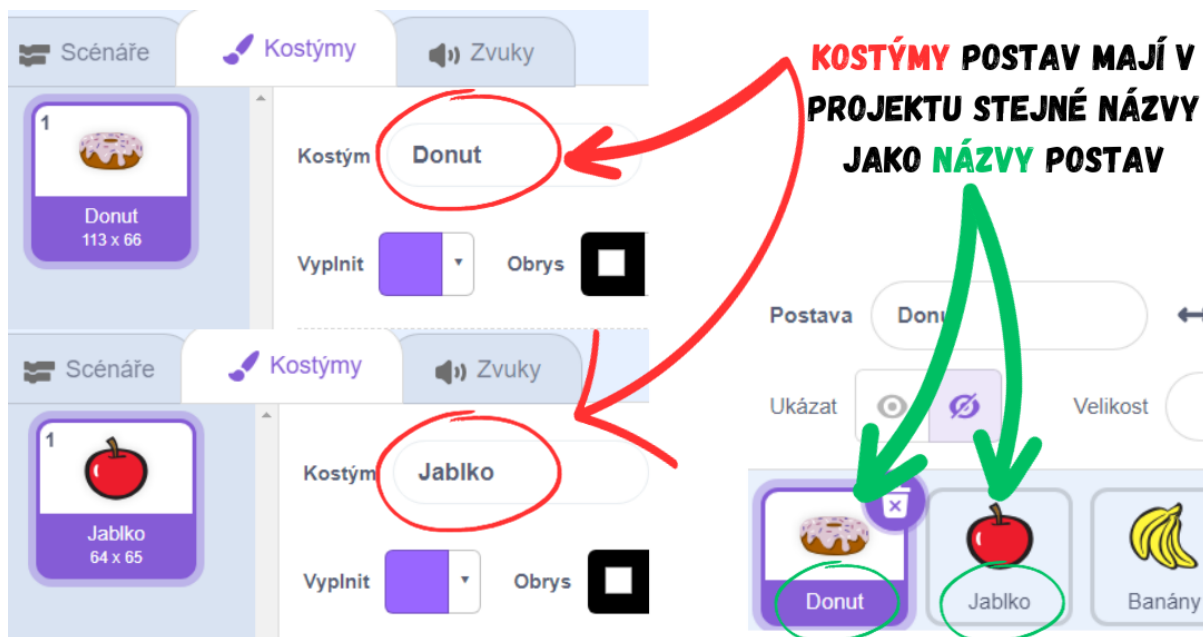 Scénáře Kostýmy Zvuky
1
Kostým Donut
Donut
113 x 66
Vyplnit Obrys
Scénáře Kostýmy Zvuky
1
Kostým Jablko
Jablko
64 x 65
Vyplnit Obrys
KOSTÝMY POSTAV MAJÍ V
PROJEKTU STEJNÉ NÁZVY
JAKO NÁZVY POSTAV
Postava Donut
Ukázat Velikost
Donut Jablko Banány